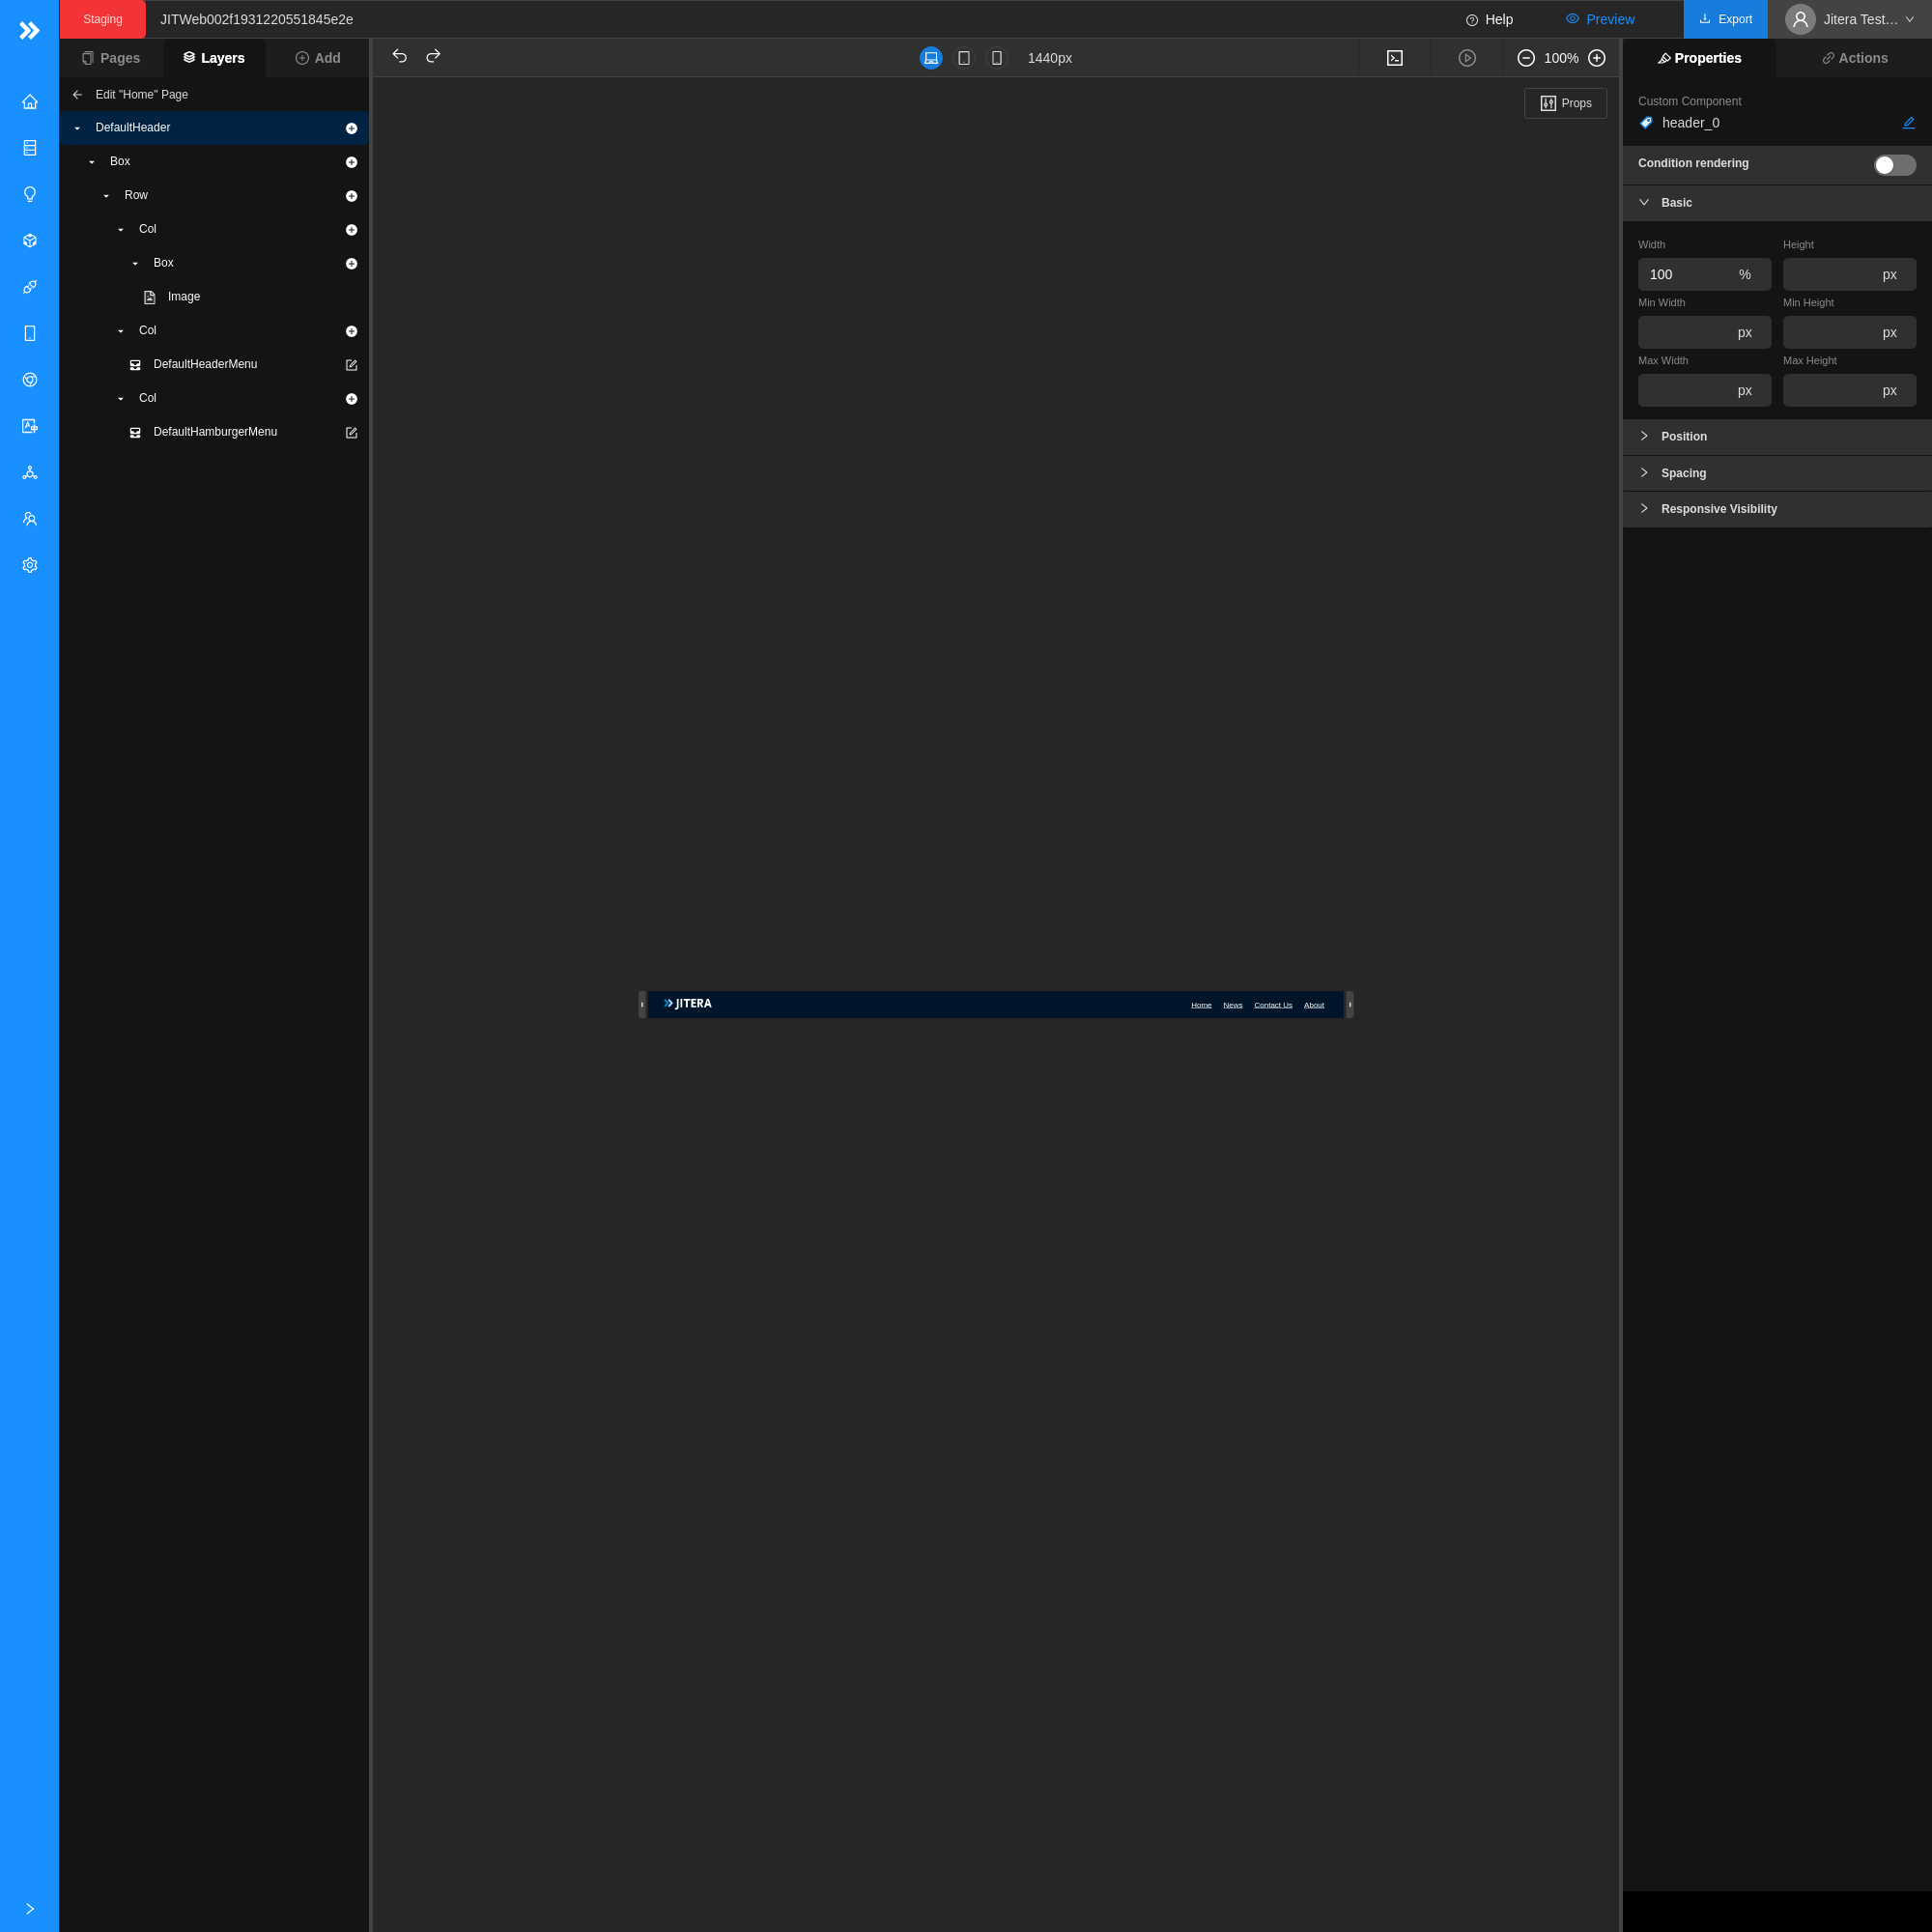 Staging
JITWeb002f1931220551845e2e
Help
Preview
Export
Jitera Test...
Pages
Layers
Add
1440px
100%
Properties
Actions
Edit "Home" Page
DefaultHeader
Box
Row
Col
Box
Image
Col
DefaultHeaderMenu
Col
DefaultHamburgerMenu
Props
JITERA
Home News Contact Us About
Custom Component
header_0
Condition rendering
Basic
Width Height
100 % px
Min Width Min Height
px px
Max Width Max Height
px px
Position
Spacing
Responsive Visibility